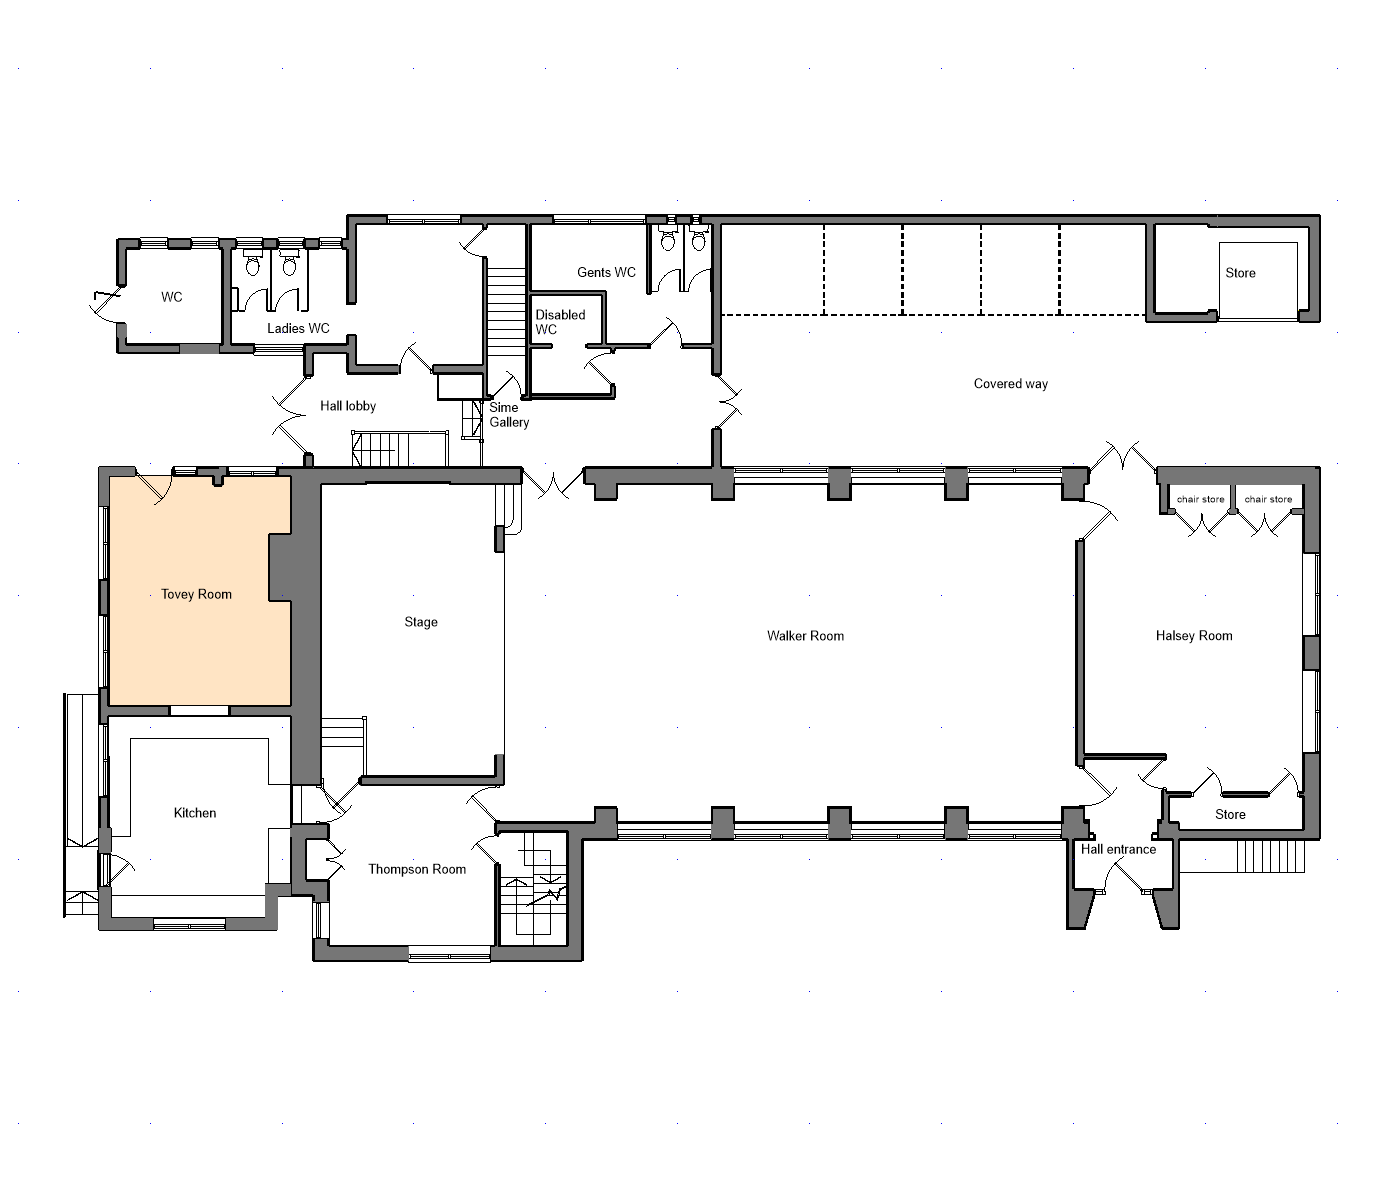 Gents WC
Store
WC
Disabled
WC
Ladies WC
Covered way
Hall lobby
Sime
Gallery
chair store
chair store
Tovey Room
Stage
Walker Room
Halsey Room
Kitchen
Store
Hall entrance
Thompson Room